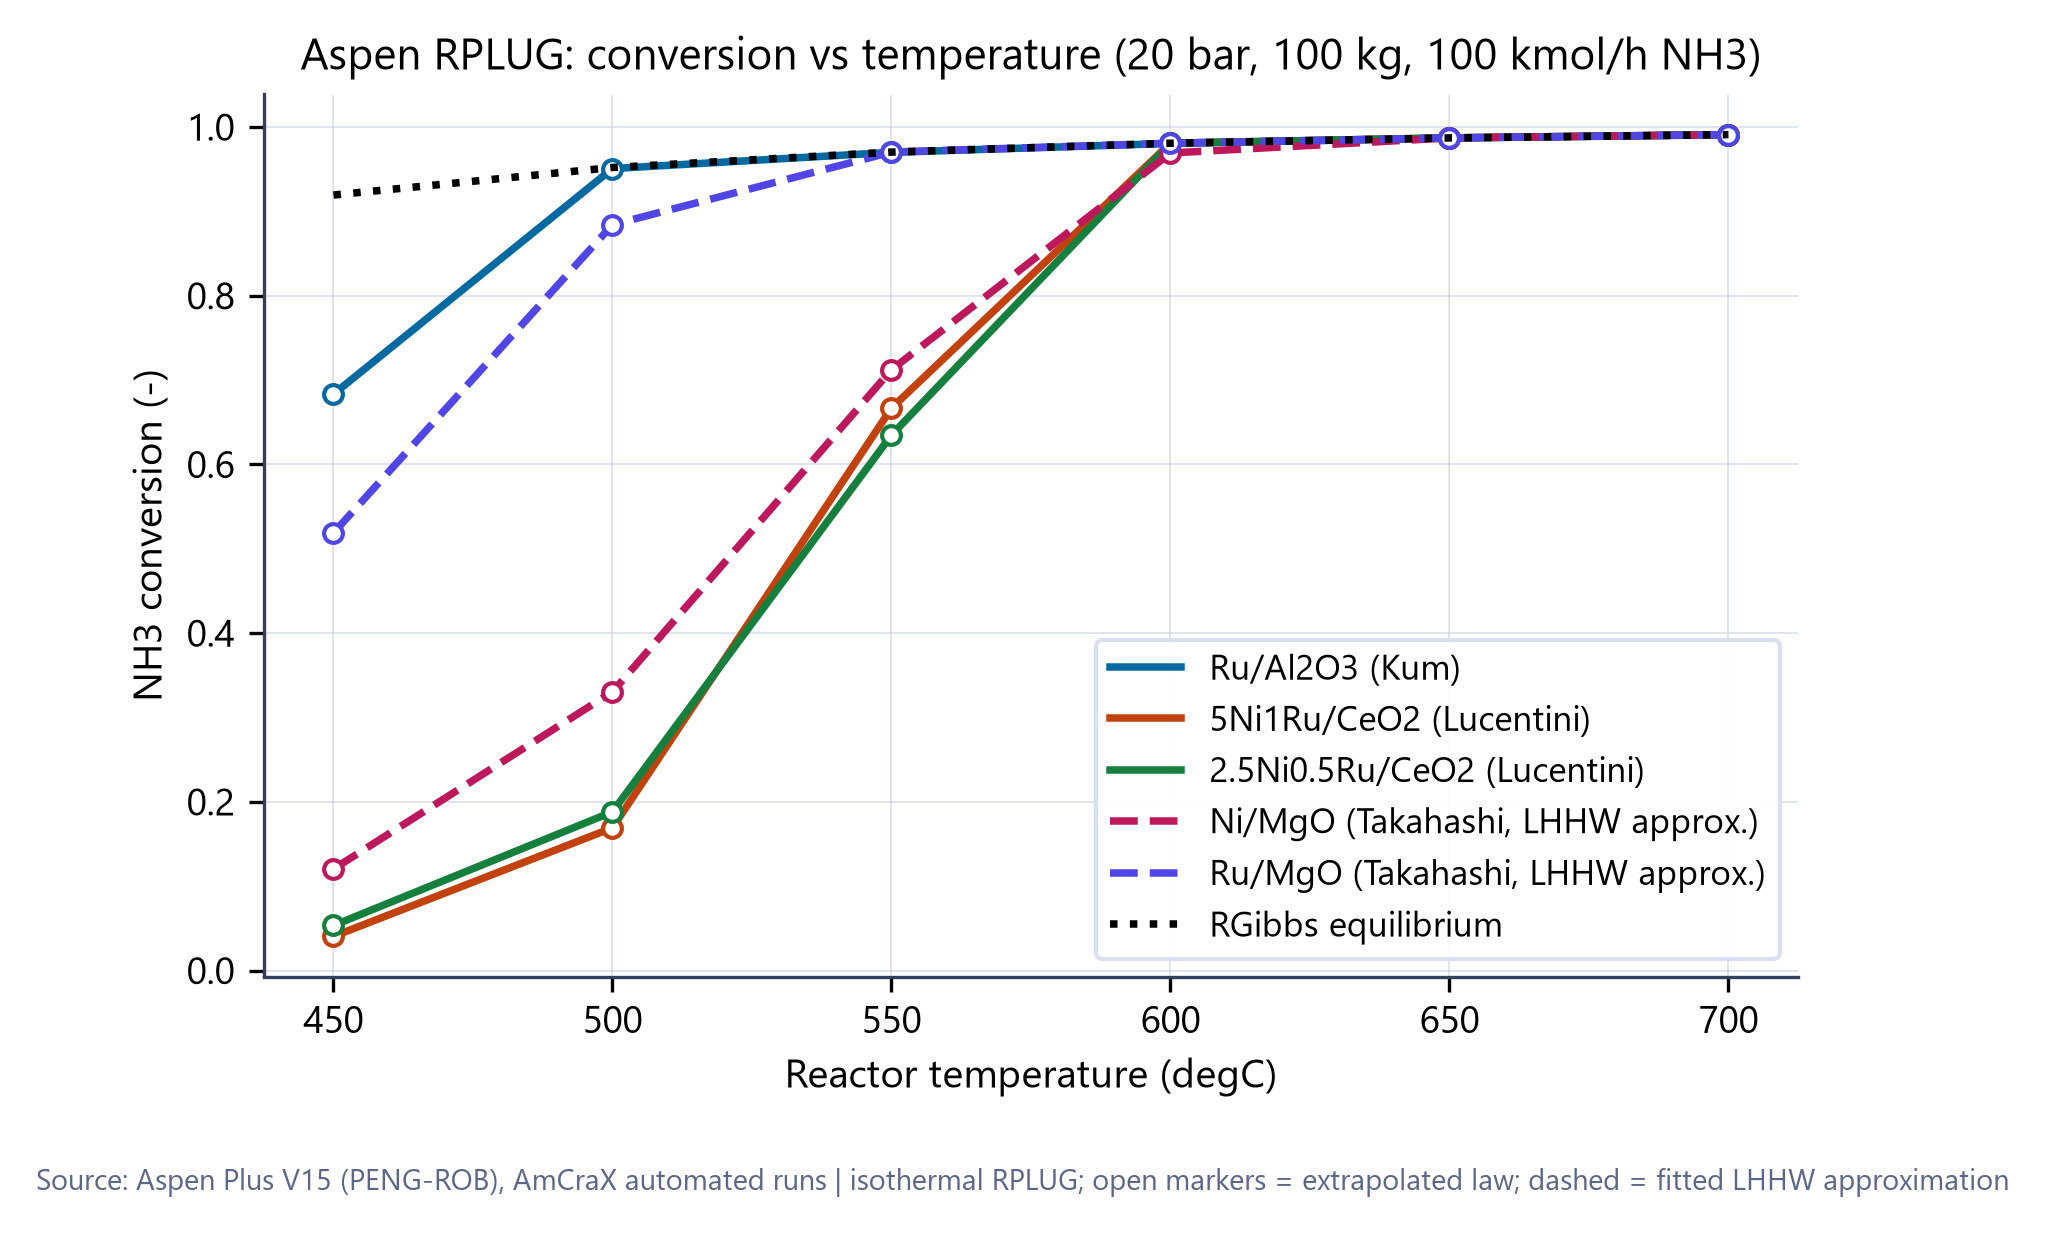 Aspen RPLUG: conversion vs temperature (20 bar, 100 kg, 100 kmol/h NH3)
NH3 conversion (-)
1.0
0.8
0.6
0.4
0.2
0.0
Ru/Al2O3 (Kum)
5Ni1Ru/CeO2 (Lucentini)
2.5Ni0.5Ru/CeO2 (Lucentini)
Ni/MgO (Takahashi, LHHW approx.)
Ru/MgO (Takahashi, LHHW approx.)
RGibbs equilibrium
450 500 550 600 650 700
Reactor temperature (degC)
Source: Aspen Plus V15 (PENG-ROB), AmCraX automated runs | isothermal RPLUG; open markers = extrapolated law; dashed = fitted LHHW approximation